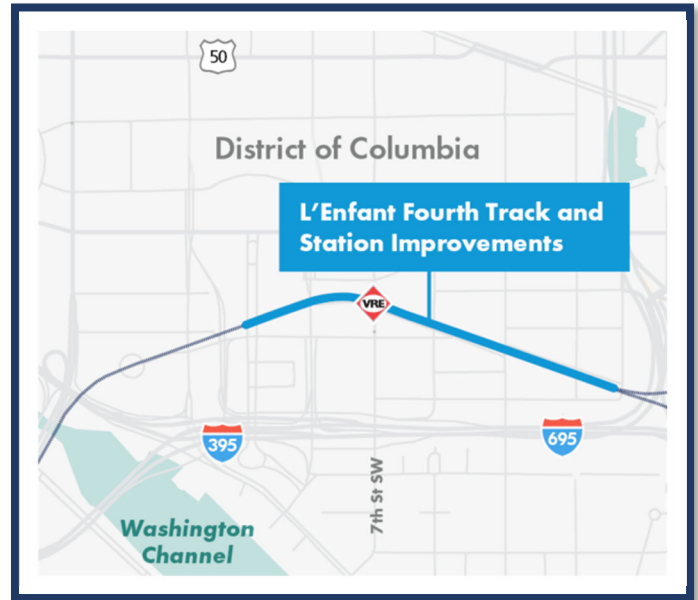 50
District of Columbia
L’Enfant Fourth Track and
Station Improvements
VRE
395
695
7th St SW
Washington
Channel